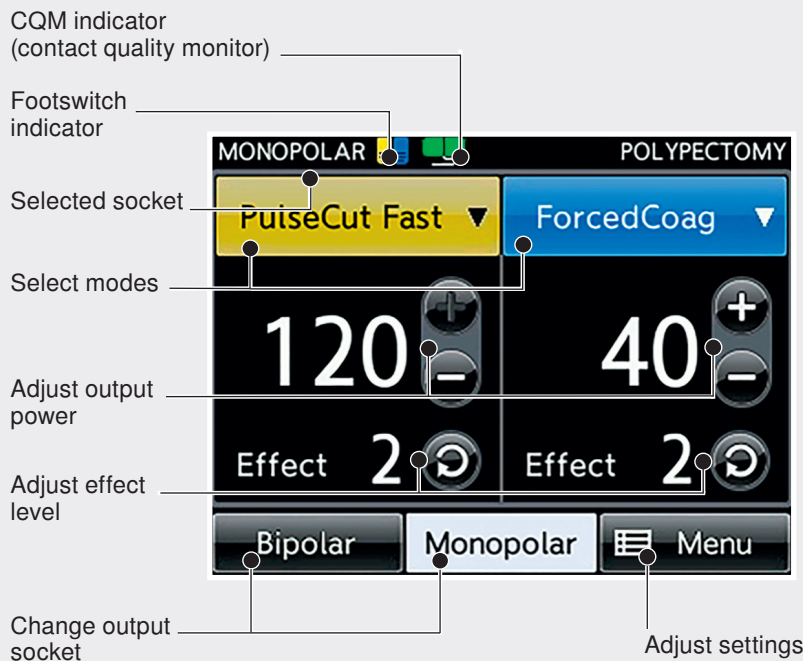 CQM indicator
(contact quality monitor)
Footswitch
indicator
MONOPOLAR
POLYPECTOMY
Selected socket
PulseCut Fast
ForcedCoag
Select modes
120
40
Adjust output
power
Effect 2
Effect 2
Adjust effect
level
Bipolar
Monopolar
Menu
Change output
socket
Adjust settings